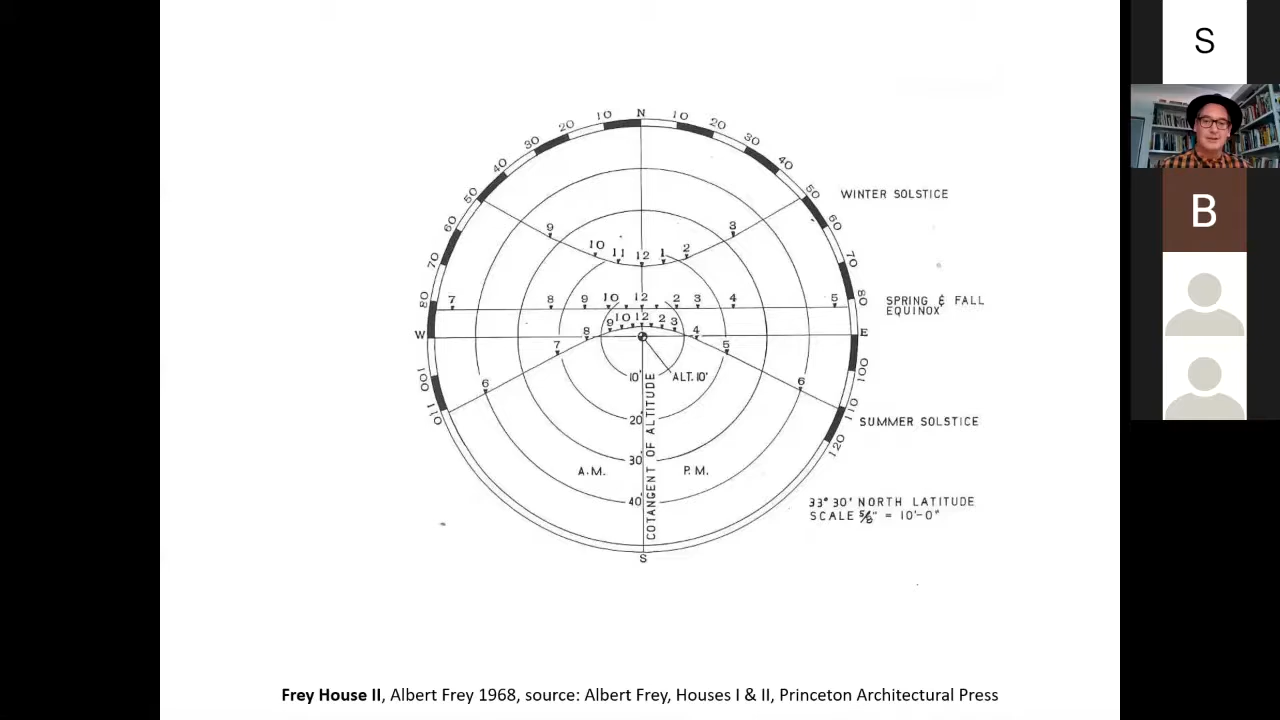 N
10 10
20 20
30 30
40 40
50 50
60 60
70 70
80 80
W E
100 100
110 110
120
S
WINTER SOLSTICE
9 10 11 12 1 2 3
SPRING & FALL
EQUINOX
7 8 9 10 12 2 3 4 5
6 7 8 9 10 12 2 3 4 5 6
SUMMER SOLSTICE
ALT. 10'
10'
20'
30'
40'
COTANGENT OF ALTITUDE
A.M. P.M.
33° 30' NORTH LATITUDE
SCALE 5/8" = 10'-0"
Frey House II, Albert Frey 1968, source: Albert Frey, Houses I & II, Princeton Architectural Press
S
B